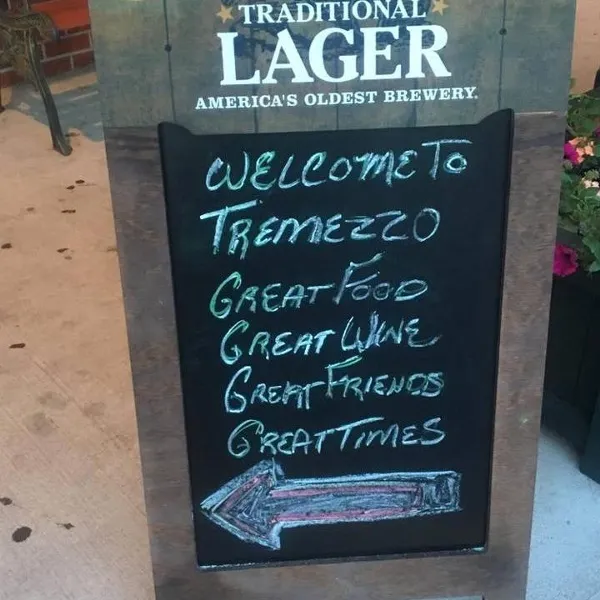 TRADITIONAL
LAGER
AMERICA'S OLDEST BREWERY.
WELCOME TO
TREMEZZO
GREAT FOOD
GREAT WINE
GREAT FRIENDS
GREAT TIMES